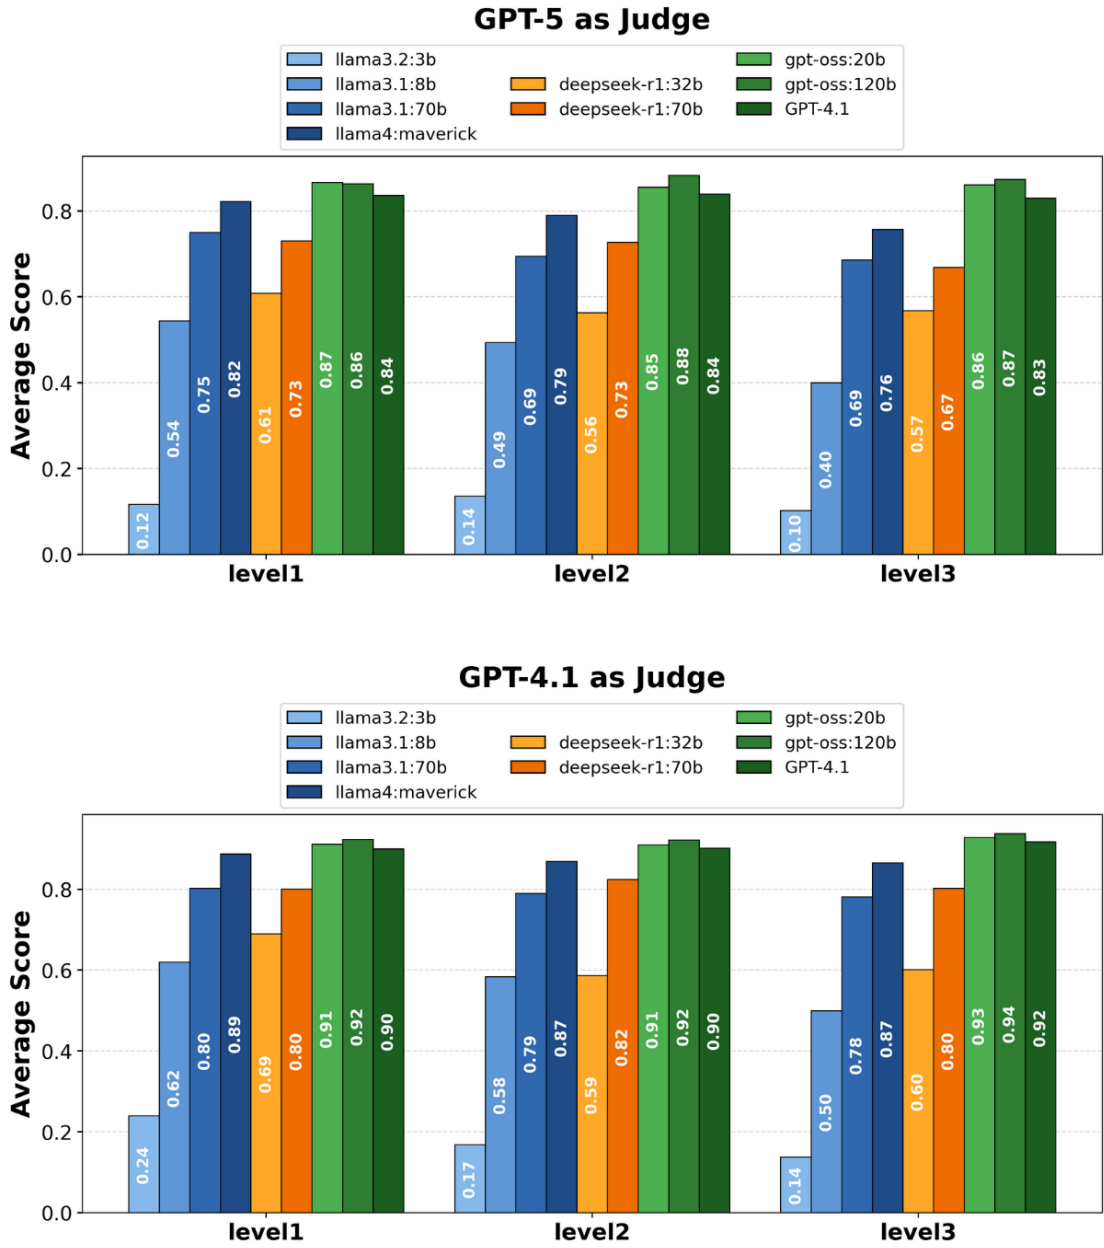 GPT-5 as Judge
llama3.2:3b
llama3.1:8b
llama3.1:70b
llama4:maverick
deepseek-r1:32b
deepseek-r1:70b
gpt-oss:20b
gpt-oss:120b
GPT-4.1
Average Score
0.8
0.6
0.4
0.2
0.0
0.12
0.54
0.75
0.82
0.61
0.73
0.87
0.86
0.84
0.14
0.49
0.69
0.79
0.56
0.73
0.85
0.88
0.84
0.10
0.40
0.69
0.76
0.57
0.67
0.86
0.87
0.83
level1
level2
level3
GPT-4.1 as Judge
llama3.2:3b
llama3.1:8b
llama3.1:70b
llama4:maverick
deepseek-r1:32b
deepseek-r1:70b
gpt-oss:20b
gpt-oss:120b
GPT-4.1
Average Score
0.8
0.6
0.4
0.2
0.0
0.24
0.62
0.80
0.89
0.69
0.80
0.91
0.92
0.90
0.17
0.58
0.79
0.87
0.59
0.82
0.91
0.92
0.90
0.14
0.50
0.78
0.87
0.60
0.80
0.93
0.94
0.92
level1
level2
level3